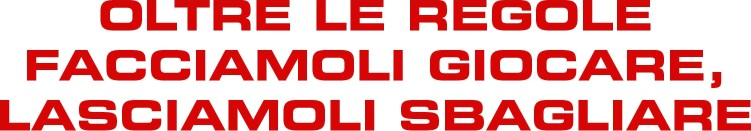 OLTRE LE REGOLE
FACCIAMOLI GIOCARE,
LASCIAMOLI SBAGLIARE